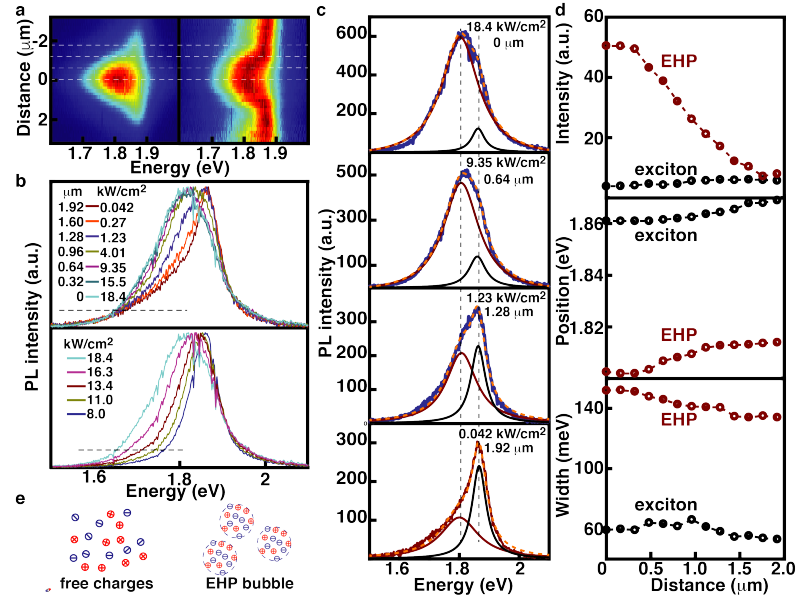 a
Distance (µm)
-2
0
2
1.7
1.8
1.9
1.7
1.8
1.9
Energy (eV)
b
PL intensity (a.u.)
µm kW/cm2
1.92 0.042
1.60 0.27
1.28 1.23
0.96 4.01
0.64 9.35
0.32 15.5
0 18.4
kW/cm2
18.4
16.3
13.4
11.0
8.0
1.6
1.8
2
Energy (eV)
e
free charges
EHP bubble
c
PL intensity (a.u.)
600
400
200
18.4 kW/cm2
0 µm
500
300
100
9.35 kW/cm2
0.64 µm
300
200
100
1.23 kW/cm2
1.28 µm
300
200
100
0.042 kW/cm2
1.92 µm
1.6
1.8
2
Energy (eV)
d
Intensity (a.u.)
60
40
20
EHP
exciton
Position (eV)
1.86
1.84
1.82
exciton
EHP
Width (meV)
140
100
60
EHP
exciton
0
0.5
1.0
1.5
2.0
Distance (µm)